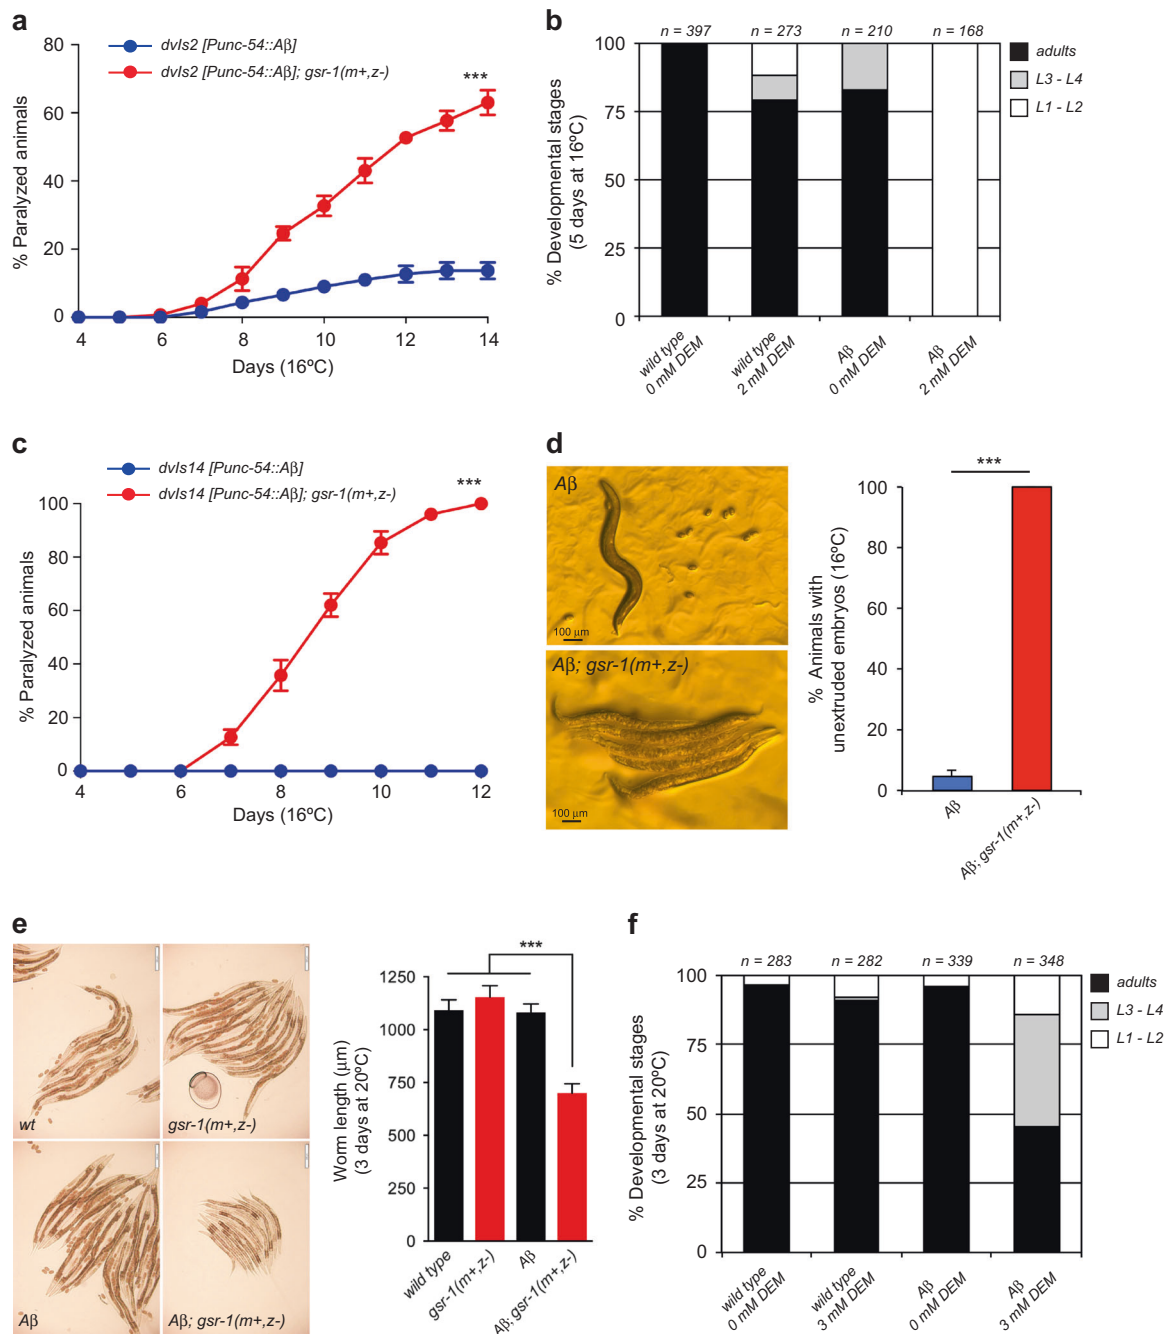 a
80
60
40
20
0
% Paralyzed animals
dvIs2 [Punc-54::Aβ]
dvIs2 [Punc-54::Aβ]; gsr-1(m+,z-)
***
4 6 8 10 12 14
Days (16ºC)
b
n = 397 n = 273 n = 210 n = 168
100
75
50
25
0
% Developmental stages
(5 days at 16ºC)
adults
L3 - L4
L1 - L2
wild type
0 mM DEM
wild type
2 mM DEM
Aβ
0 mM DEM
Aβ
2 mM DEM
c
dvIs14 [Punc-54::Aβ]
dvIs14 [Punc-54::Aβ]; gsr-1(m+,z-)
***
100
80
60
40
20
0
% Paralyzed animals
4 6 8 10 12
Days (16ºC)
d
Aβ
100 µm
Aβ; gsr-1(m+,z-)
100 µm
***
100
80
60
40
20
0
% Animals with
unextruded embryos (16ºC)
Aβ
Aβ; gsr-1(m+,z-)
e
wt
gsr-1(m+,z-)
Aβ
Aβ; gsr-1(m+,z-)
***
1250
1000
750
500
250
0
Worm length (µm)
(3 days at 20ºC)
wild type
gsr-1(m+,z-)
Aβ
Aβ; gsr-1(m+,z-)
f
n = 283 n = 282 n = 339 n = 348
100
75
50
25
0
% Developmental stages
(3 days at 20ºC)
adults
L3 - L4
L1 - L2
wild type
0 mM DEM
wild type
3 mM DEM
Aβ
0 mM DEM
Aβ
3 mM DEM